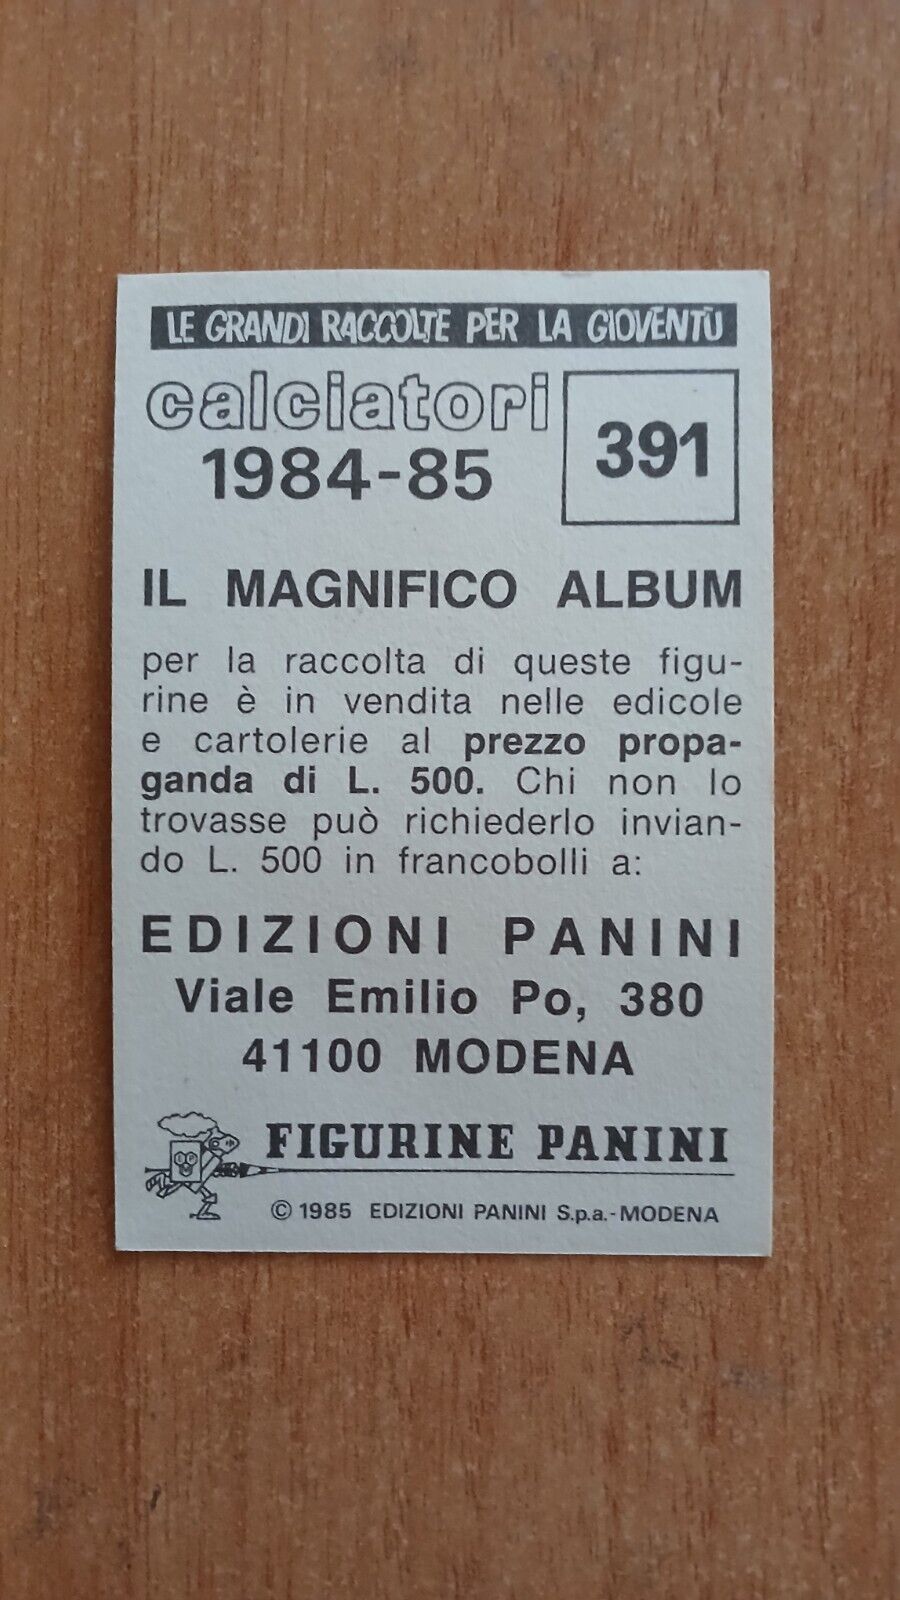 LE GRANDI RACCOLTE PER LA GIOVENTÙ
calciatori
1984-85
391
IL MAGNIFICO ALBUM
per la raccolta di queste figu-
rine è in vendita nelle edicole
e cartolerie al prezzo propa-
ganda di L. 500. Chi non lo
trovasse può richiederlo invian-
do L. 500 in francobolli a:
EDIZIONI PANINI
Viale Emilio Po, 380
41100 MODENA
FIGURINE PANINI
© 1985 EDIZIONI PANINI S.p.a.-MODENA